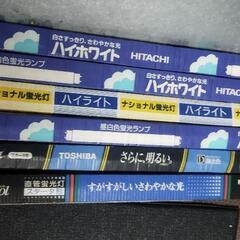 白さすっきり、さわやかな光
ハイホワイト HITACHI
昼白色蛍光ランプ
白さすっきり、さわやかな光
ハイホワイト HITACHI
ナショナル蛍光灯 ハイライト ナショナル蛍光灯 ハイライト
昼白色蛍光ランプ
TOSHIBA さらに、明るい。 D 昼光色
直管蛍光灯 すがすがしいさわやかな光
スタータ形